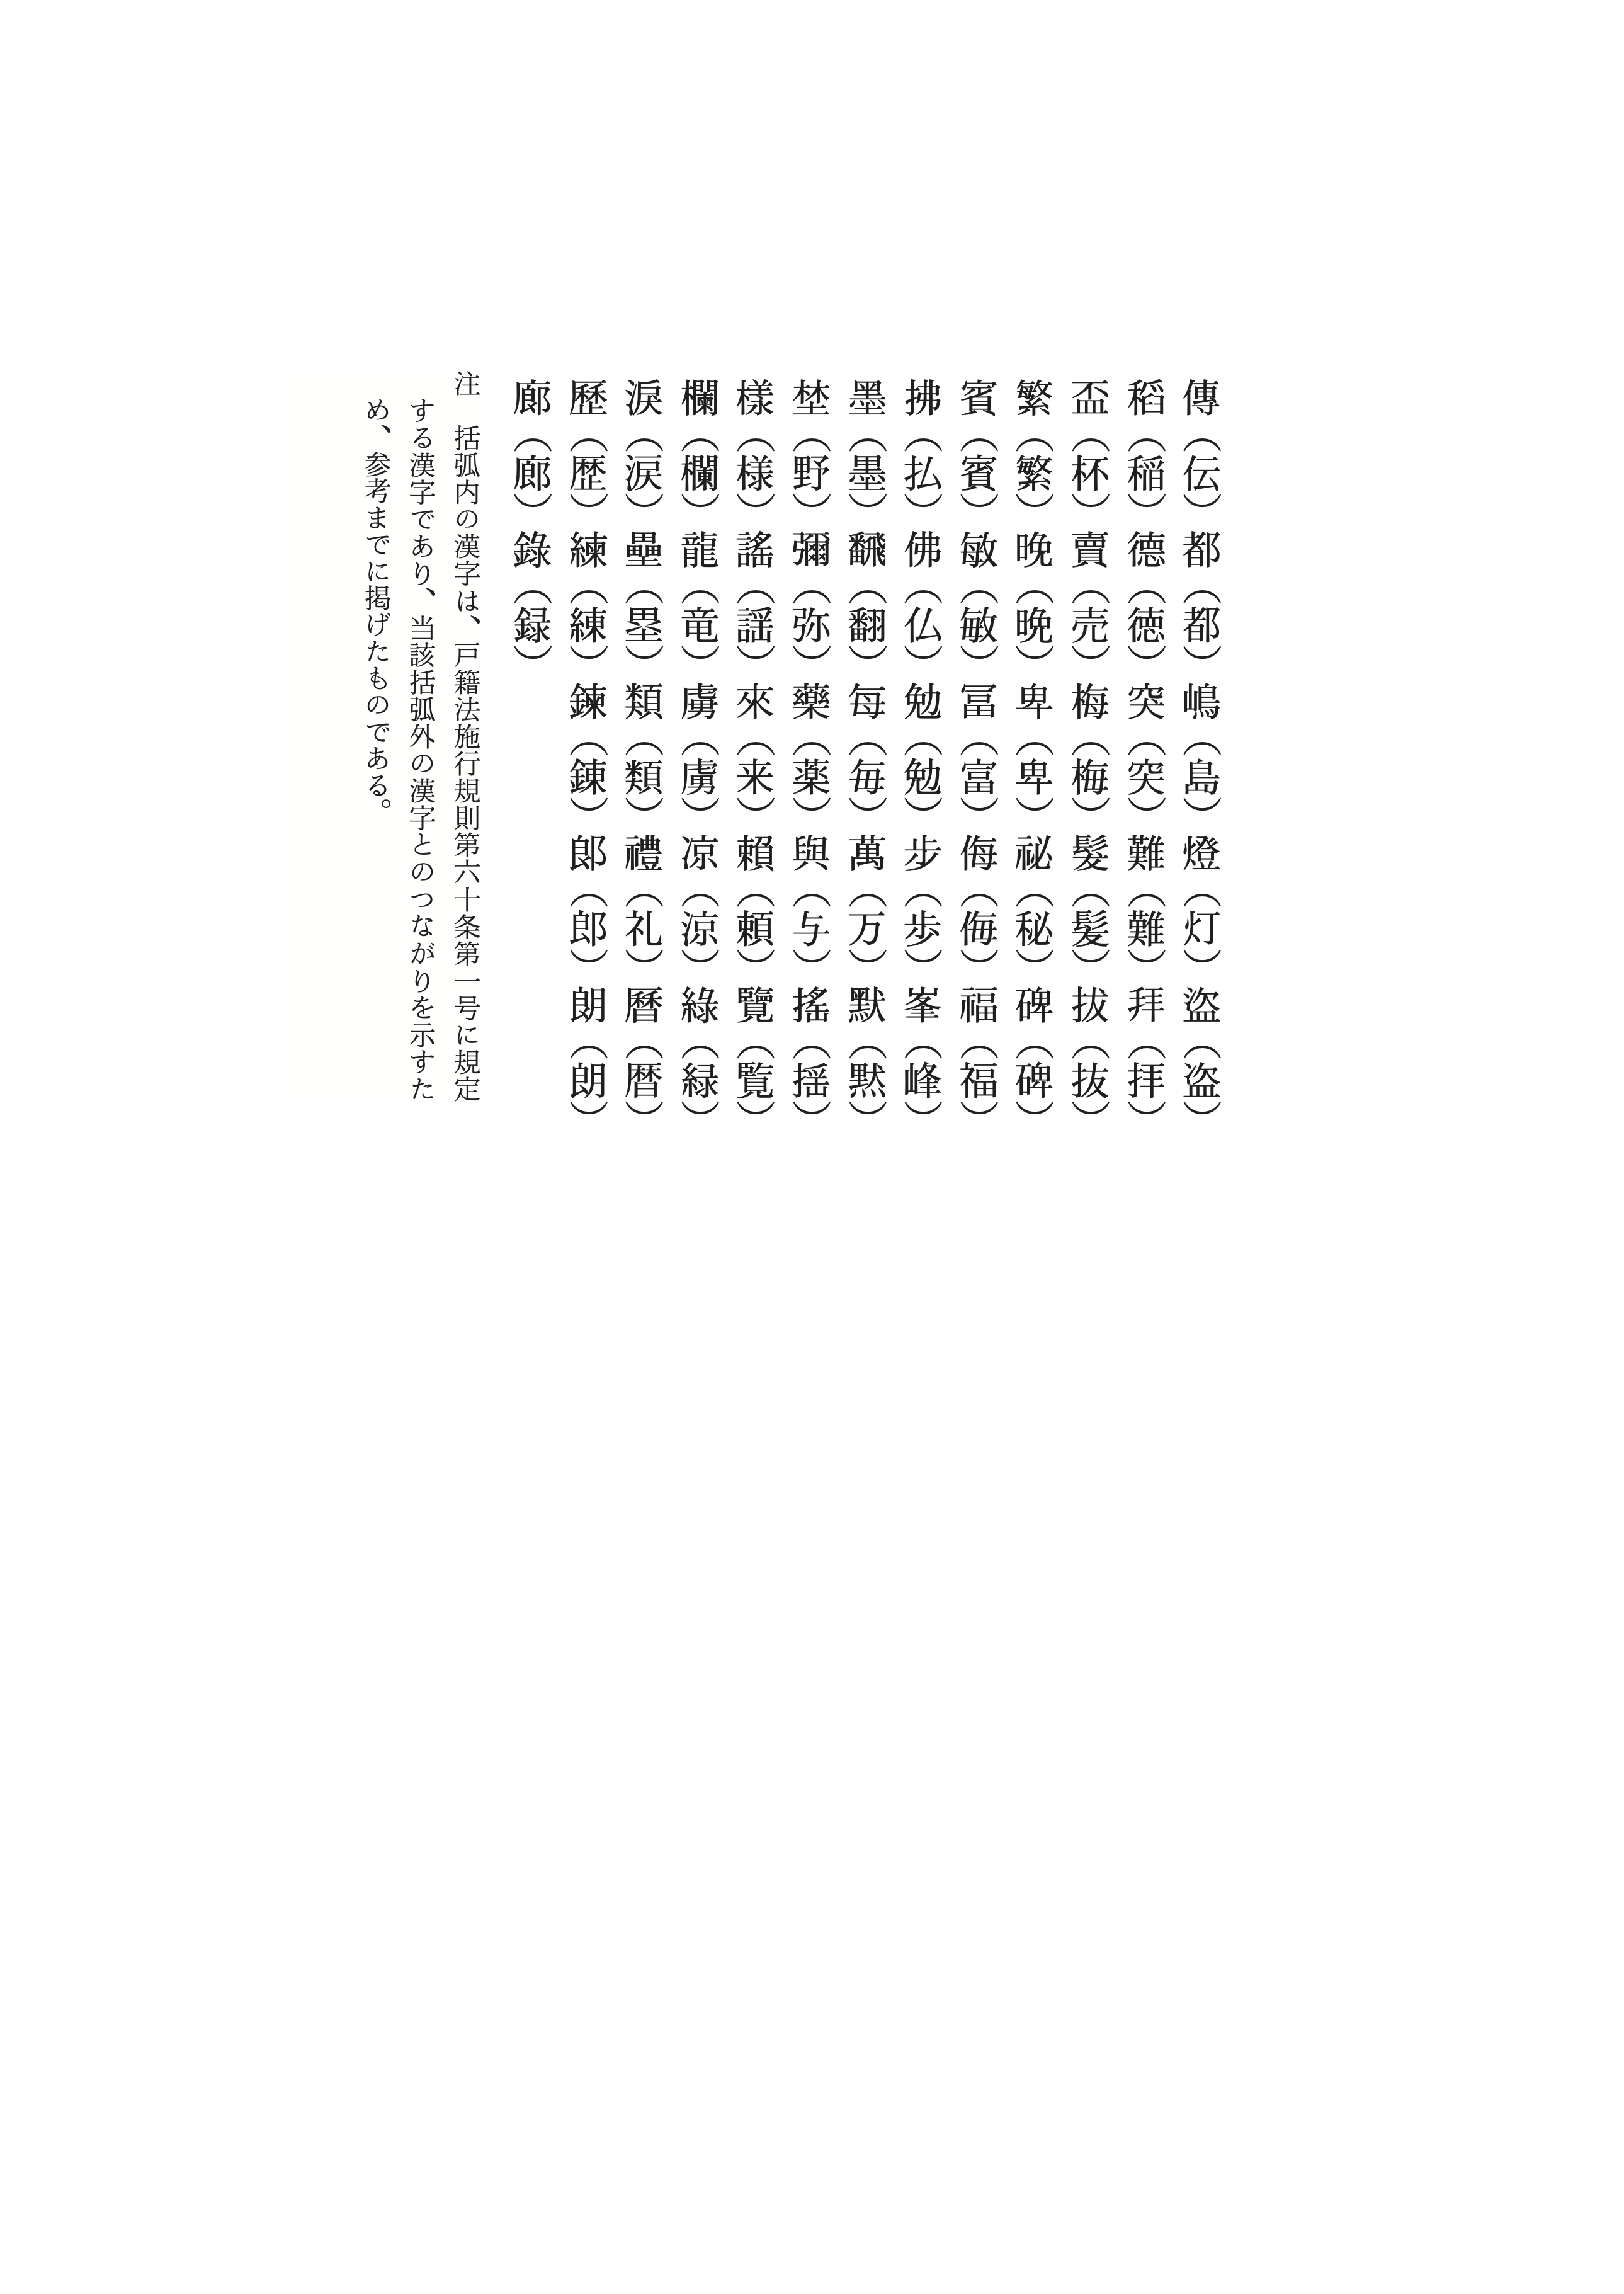 傳（伝）都（都）嶋（島）燈（灯）盜（盗）
稻（稲）德（徳）突（突）難（難）拜（拝）
盃（杯）賣（売）梅（梅）髮（髪）拔（抜）
繁（繁）晚（晩）卑（卑）祕（秘）碑（碑）
賓（賓）敏（敏）冨（富）侮（侮）福（福）
拂（払）佛（仏）勉（勉）步（歩）峯（峰）
墨（墨）飜（翻）每（毎）萬（万）默（黙）
埜（野）彌（弥）藥（薬）與（与）搖（揺）
樣（様）謠（謡）來（来）賴（頼）覽（覧）
欄（欄）龍（竜）虜（虜）凉（涼）綠（緑）
淚（涙）壘（塁）類（類）禮（礼）曆（暦）
歷（歴）練（練）鍊（錬）郞（郎）朗（朗）
廊（廊）錄（録）
注　括弧内の漢字は、戸籍法施行規則第六十条第一号に規定
する漢字であり、当該括弧外の漢字とのつながりを示すた
め、参考までに掲げたものである。